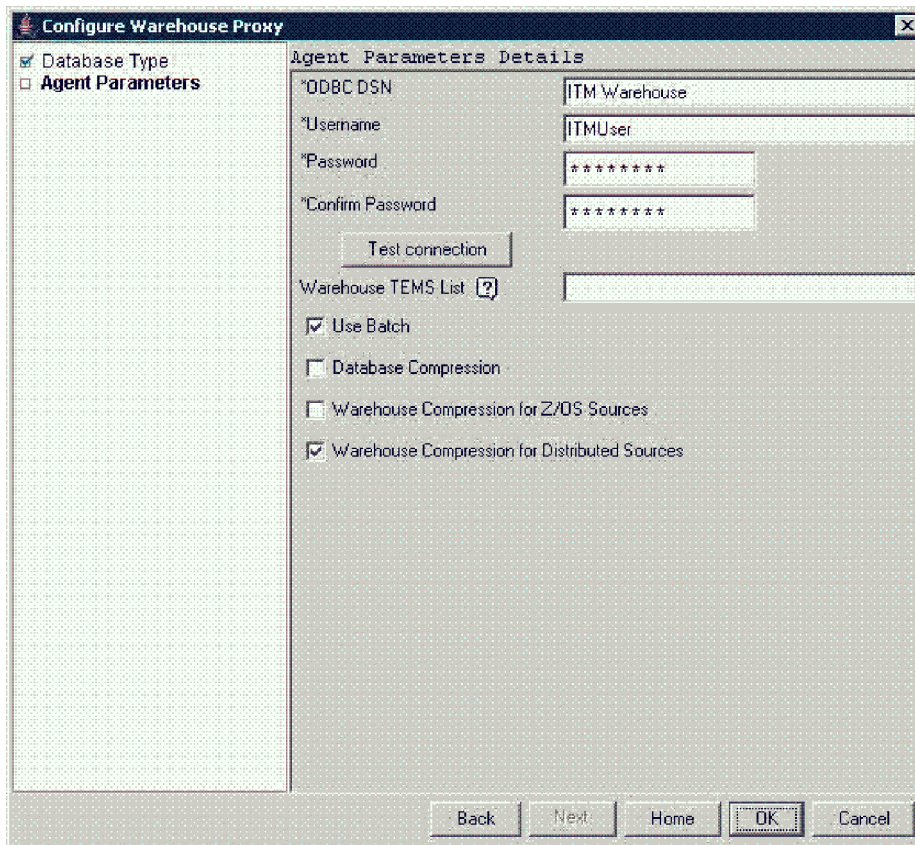 Configure Warehouse Proxy
Database Type
Agent Parameters
Agent Parameters Details
*ODBC DSN
ITM Warehouse
*Username
ITMUser
*Password
********
*Confirm Password
********
Test connection
Warehouse TEMS List ?
Use Batch
Database Compression
Warehouse Compression for Z/OS Sources
Warehouse Compression for Distributed Sources
Back Next Home OK Cancel